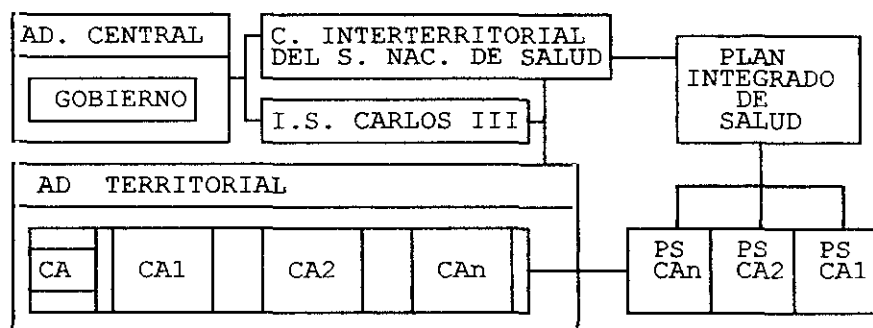 AD. CENTRAL
GOBIERNO
C. INTERTERRITORIAL
DEL S. NAC. DE SALUD
I.S. CARLOS III
PLAN
INTEGRADO
DE
SALUD
AD TERRITORIAL
CA CA1 CA2 CAn
PS PS PS
CAn CA2 CA1